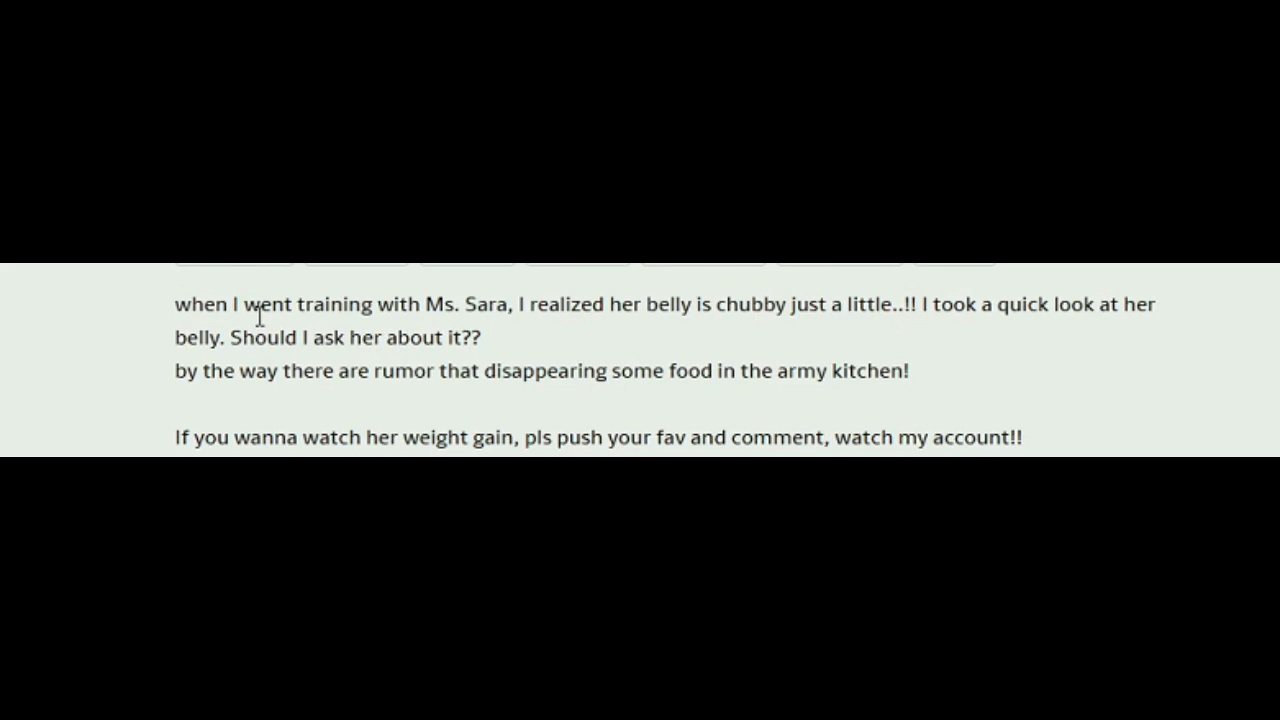 when I went training with Ms. Sara, I realized her belly is chubby just a little..!! I took a quick look at her
belly. Should I ask her about it??
by the way there are rumor that disappearing some food in the army kitchen!
If you wanna watch her weight gain, pls push your fav and comment, watch my account!!